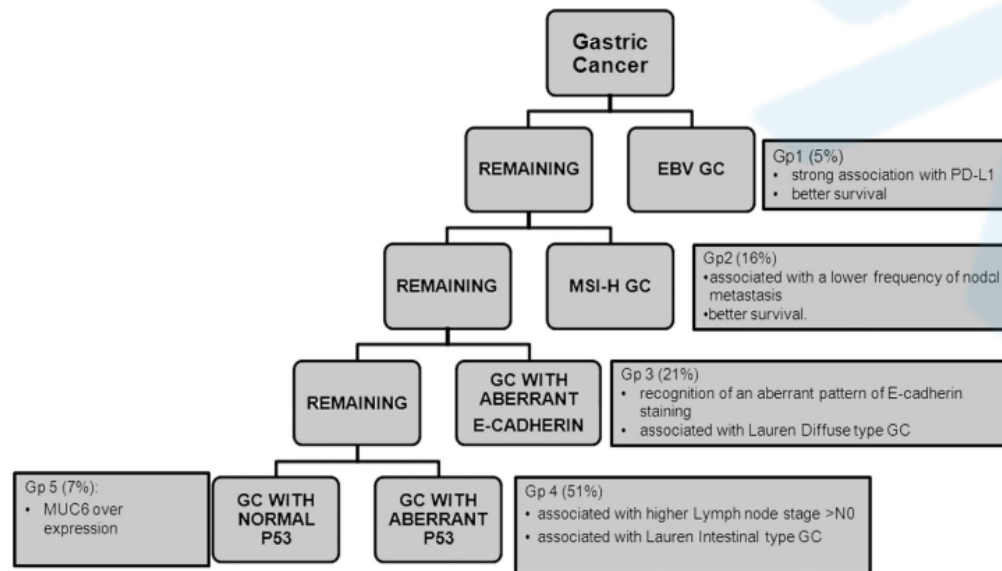 Gastric
Cancer
REMAINING
EBV GC
Gp1 (5%)
• strong association with PD-L1
• better survival
REMAINING
MSI-H GC
Gp2 (16%)
•associated with a lower frequency of nodal
metastasis
•better survival.
REMAINING
GC WITH
ABERRANT
E-CADHERIN
Gp 3 (21%)
• recognition of an aberrant pattern of E-cadherin
staining
• associated with Lauren Diffuse type GC
Gp 5 (7%):
• MUC6 over
expression
GC WITH
NORMAL
P53
GC WITH
ABERRANT
P53
Gp 4 (51%)
• associated with higher Lymph node stage >N0
• associated with Lauren Intestinal type GC